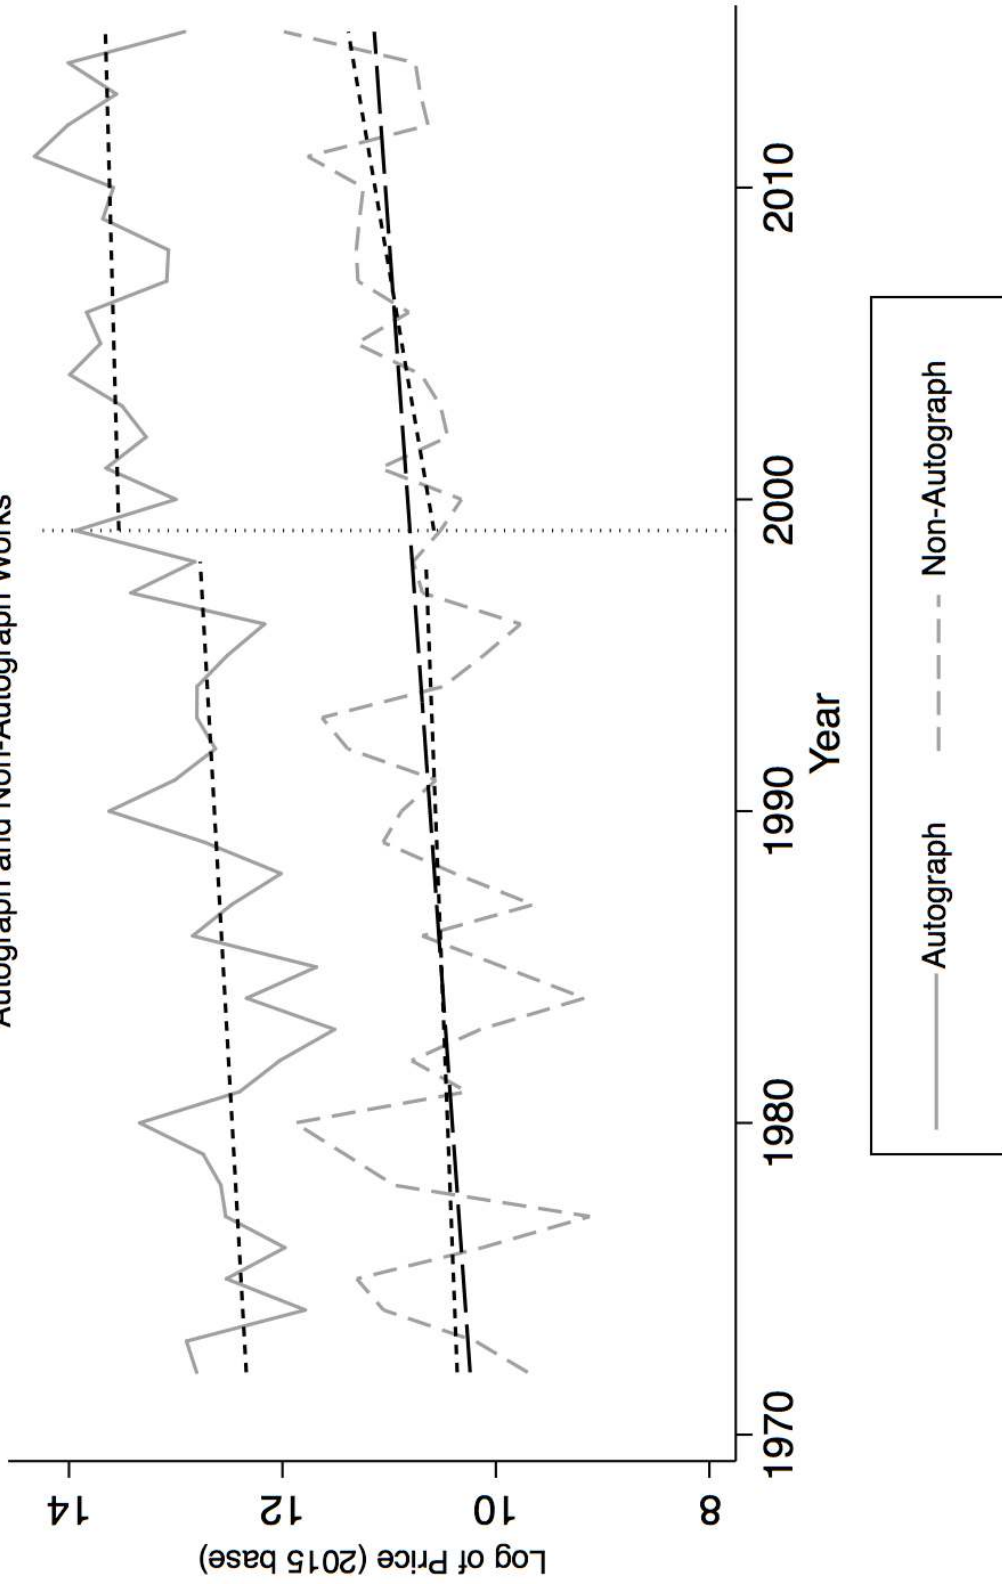 Autograph and Non-Autograph Works
14
12
10
8
Log of Price (2015 base)
1970
1980
1990
2000
2010
Year
Autograph
Non-Autograph